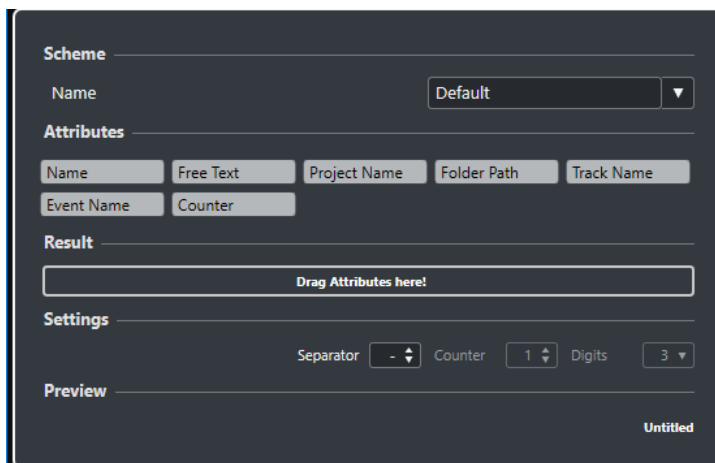 Scheme
Name Default
Attributes
Name Free Text Project Name Folder Path Track Name
Event Name Counter
Result
Drag Attributes here!
Settings
Separator - Counter 1 Digits 3
Preview
Untitled